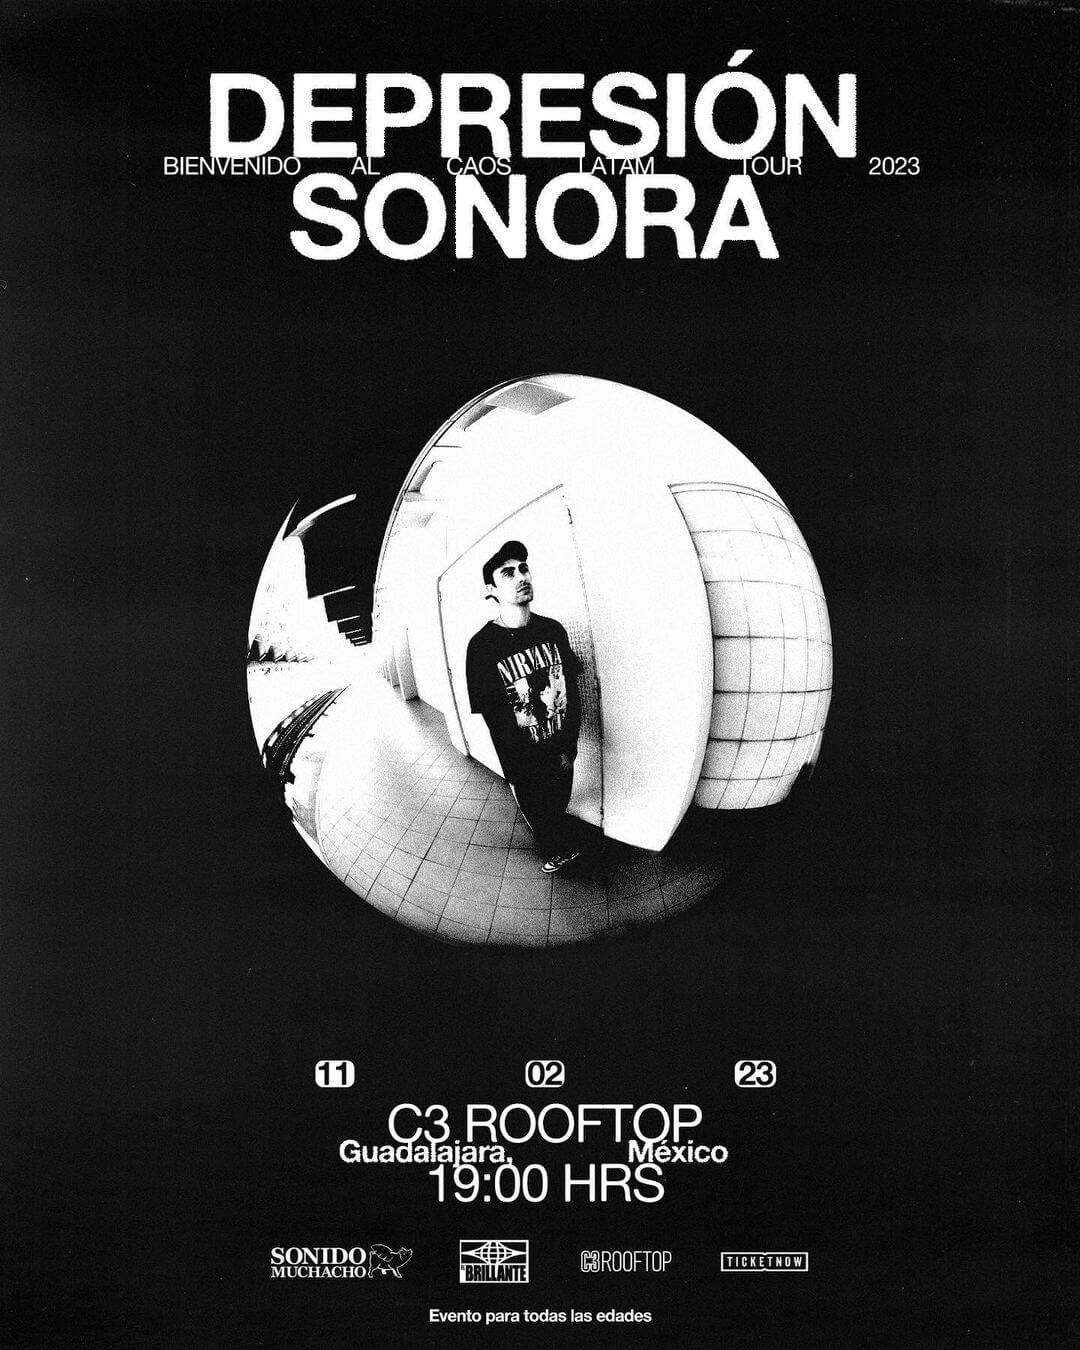 DEPRESIÓN
BIENVENIDO AL CAOS LATAM TOUR 2023
SONORA
NIRVANA
11 02 23
C3 ROOFTOP
Guadalajara, México
19:00 HRS
SONIDO
MUCHACHO
BRILLANTE
C3ROOFTOP
TICKETNOW
Evento para todas las edades